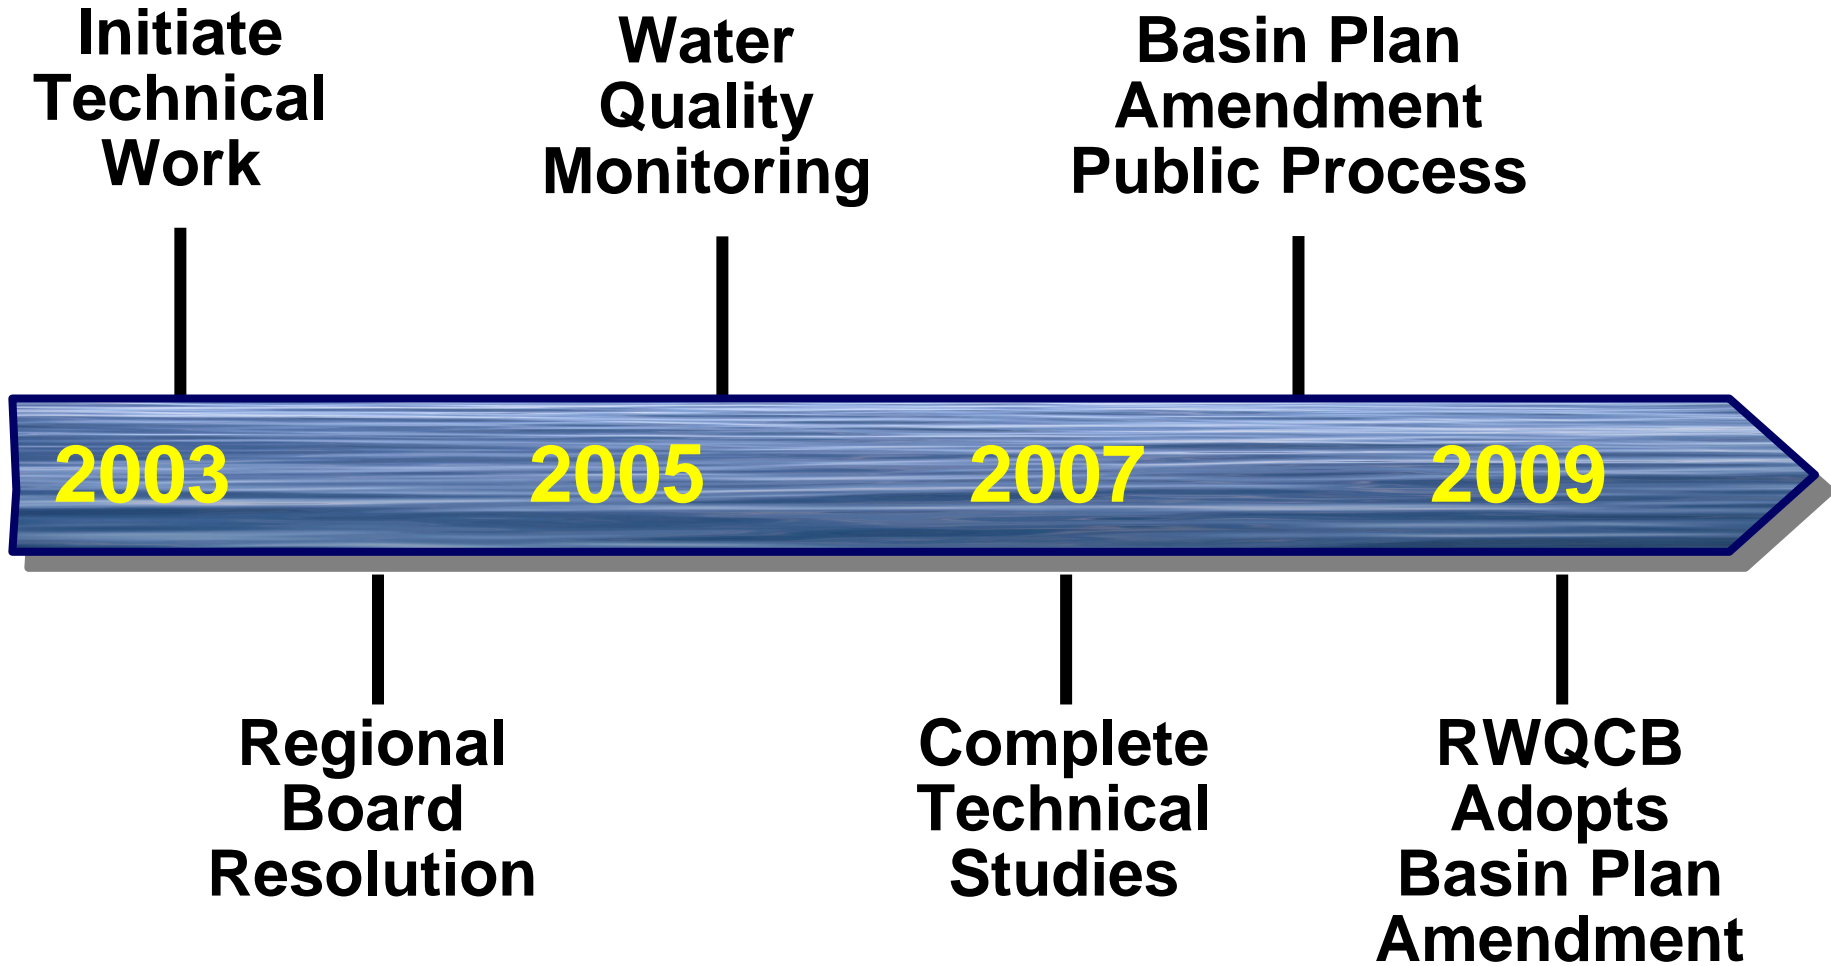 Initiate
Technical
Work
Water
Quality
Monitoring
Basin Plan
Amendment
Public Process
2003
2005
2007
2009
Regional
Board
Resolution
Complete
Technical
Studies
RWQCB
Adopts
Basin Plan
Amendment